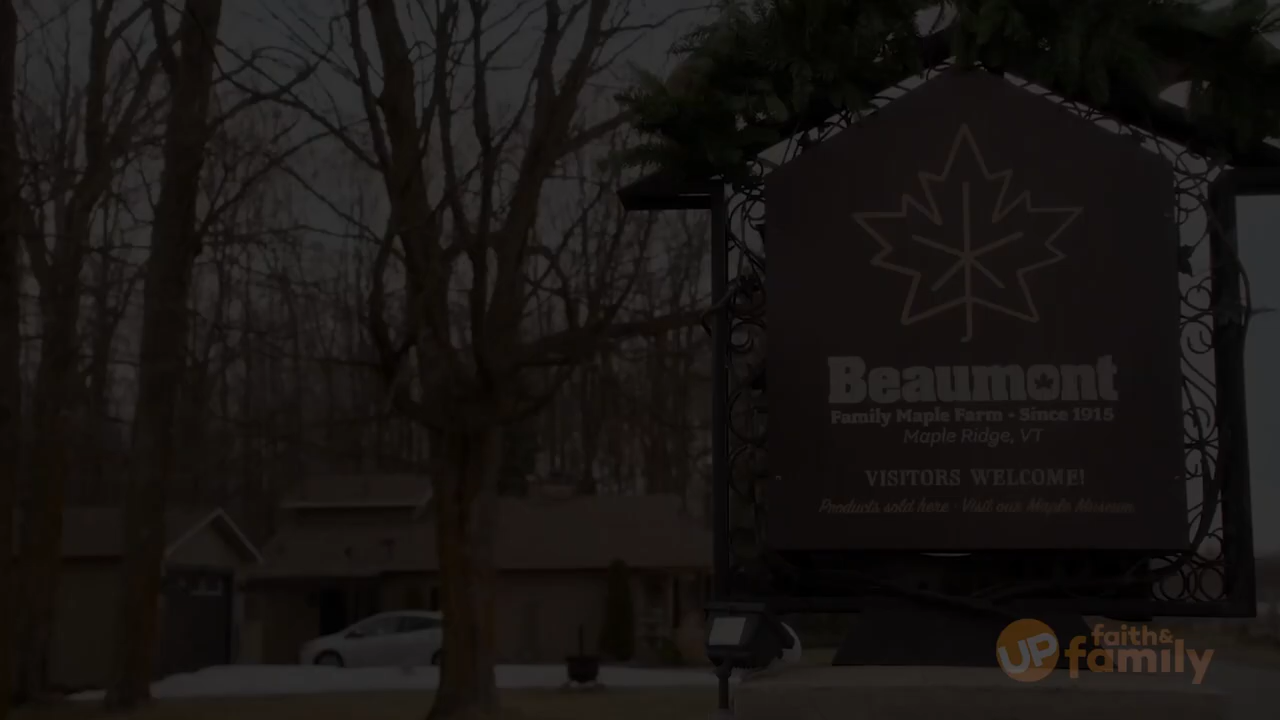 Beaumont
Family Maple Farm - Since 1915
Maple Ridge, VT
VISITORS WELCOME!
Products sold here · Visit our Maple Museum
UP faith&
family